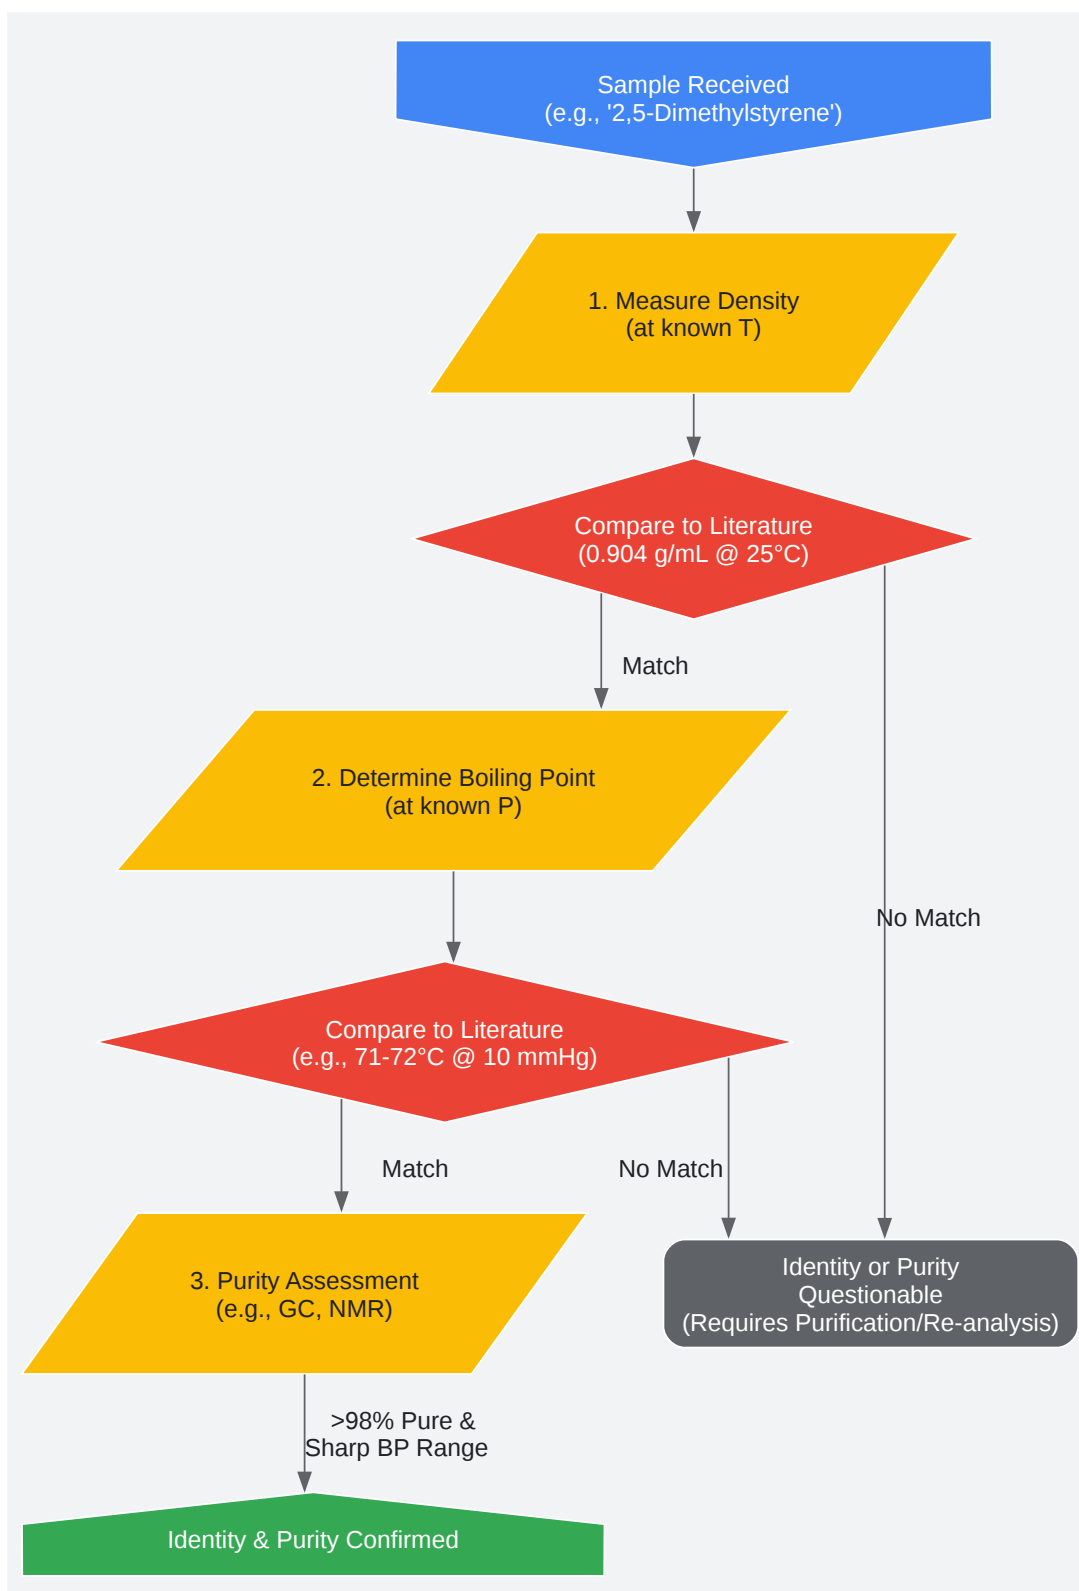 Sample Received
(e.g., '2,5-Dimethylstyrene')
1. Measure Density
(at known T)
Compare to Literature
(0.904 g/mL @ 25°C)
Match
2. Determine Boiling Point
(at known P)
No Match
Compare to Literature
(e.g., 71-72°C @ 10 mmHg)
Match
No Match
3. Purity Assessment
(e.g., GC, NMR)
Identity or Purity
Questionable
(Requires Purification/Re-analysis)
>98% Pure &
Sharp BP Range
Identity & Purity Confirmed